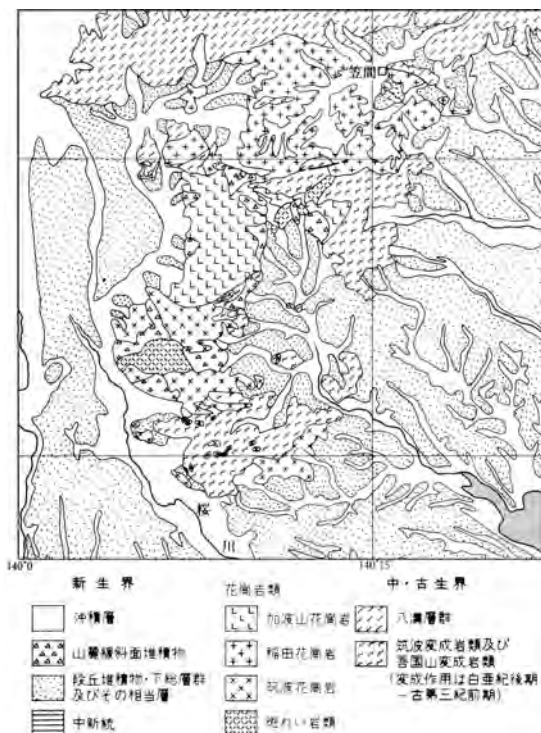 笠間
140°0'
140°15'
桜
川
新生界
沖積層
山麓緩斜面堆積物
段丘堆積物・下総層群
及びその相当層
中新統
花崗岩類
加波山花崗岩
稲田花崗岩
筑波花崗岩
斑れい岩類
中・古生界
八溝層群
筑波変成岩類及び
吾国山変成岩類
(変成作用は白亜紀後期
–古第三紀前期)